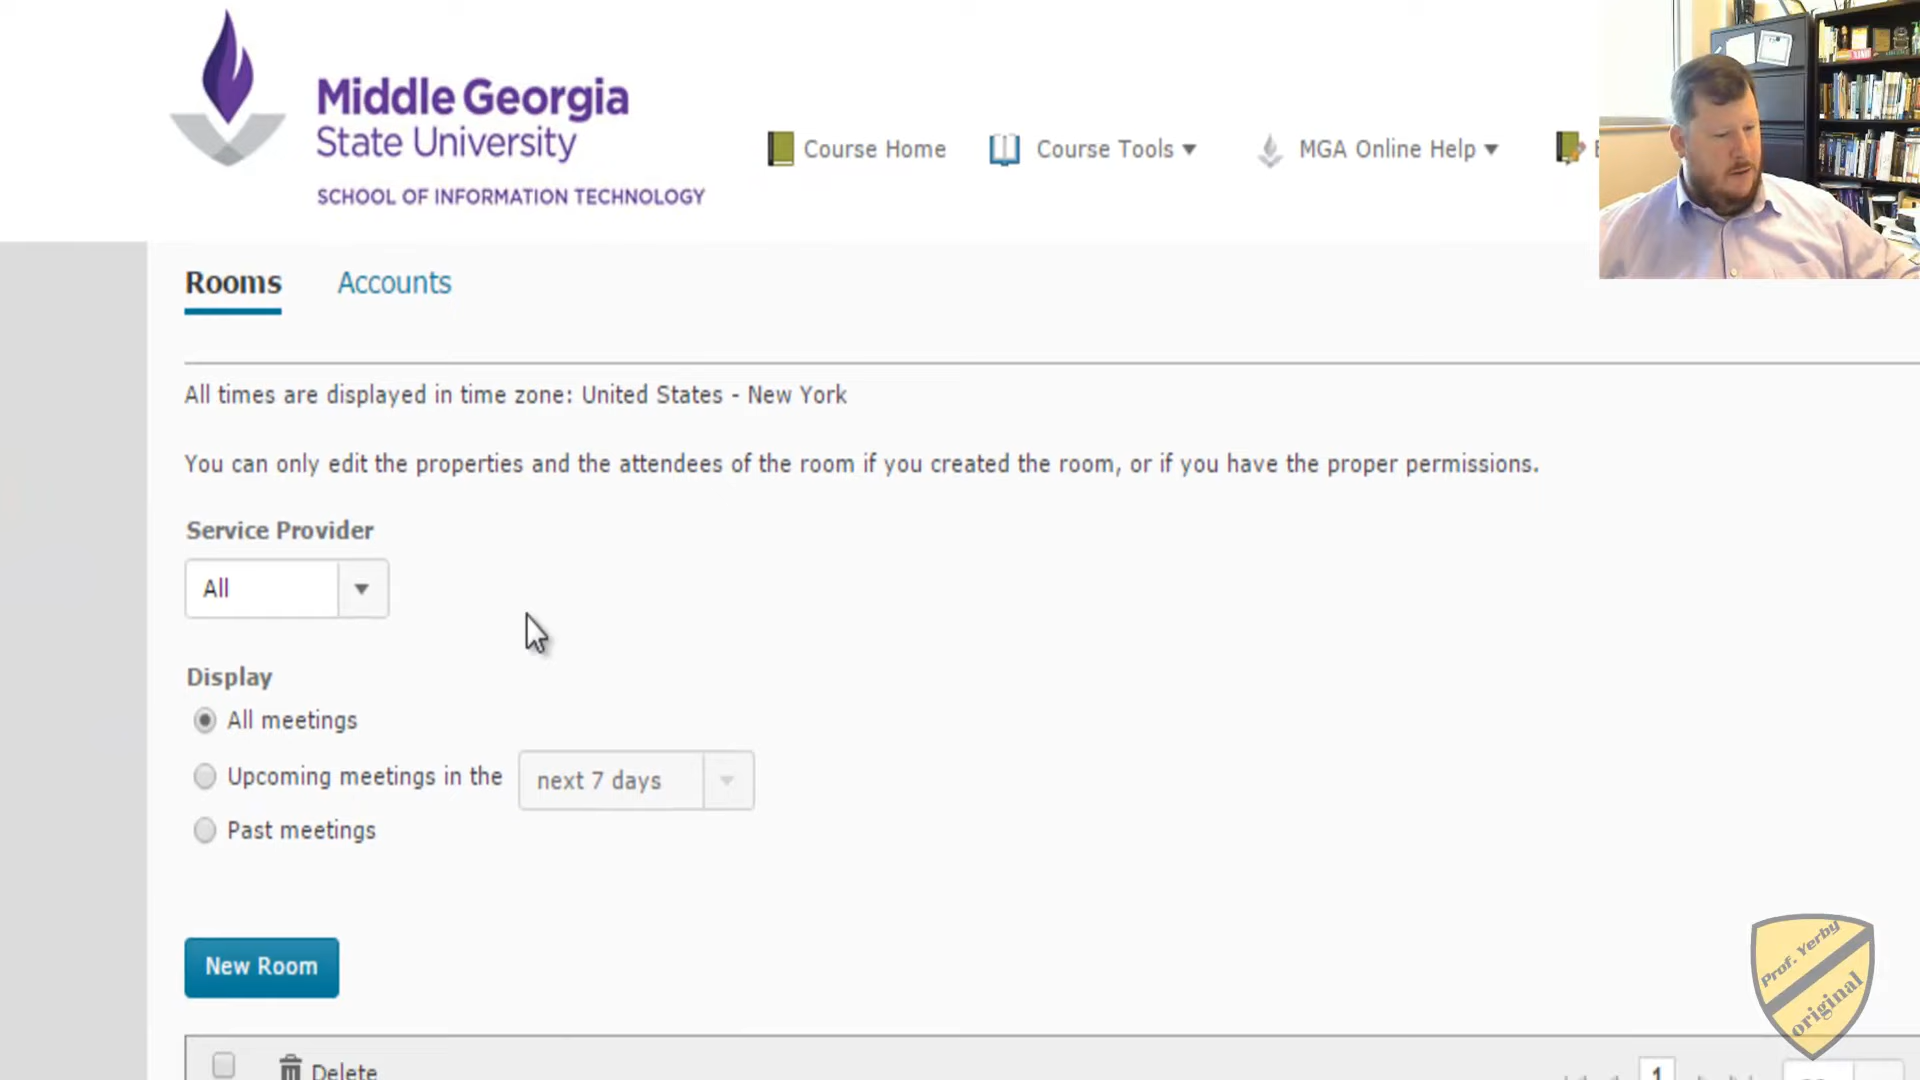 Middle Georgia
State University
SCHOOL OF INFORMATION TECHNOLOGY
Course Home
Course Tools
MGA Online Help
Rooms
Accounts
All times are displayed in time zone: United States - New York
You can only edit the properties and the attendees of the room if you created the room, or if you have the proper permissions.
Service Provider
All
Display
All meetings
Upcoming meetings in the
next 7 days
Past meetings
New Room
Delete
1
Prof. Yerby
original